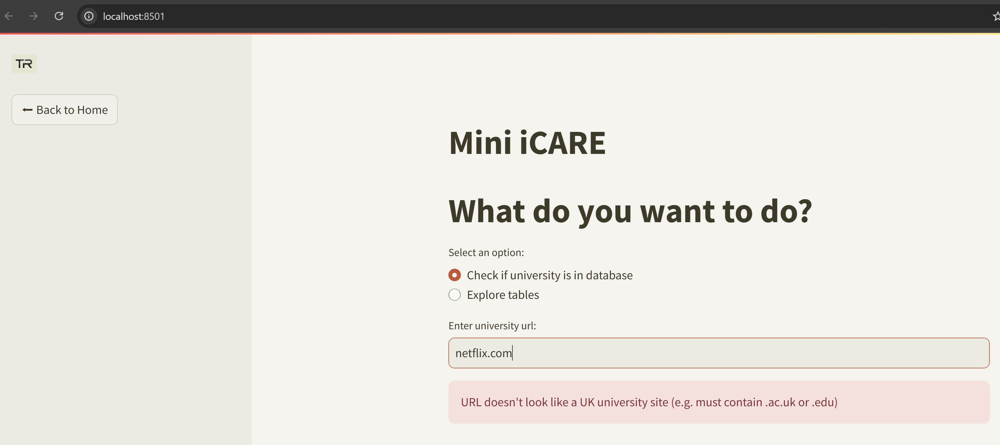 localhost:8501
TR
Back to Home
Mini iCARE
What do you want to do?
Select an option:
Check if university is in database
Explore tables
Enter university url:
netflix.com
URL doesn't look like a UK university site (e.g. must contain .ac.uk or .edu)